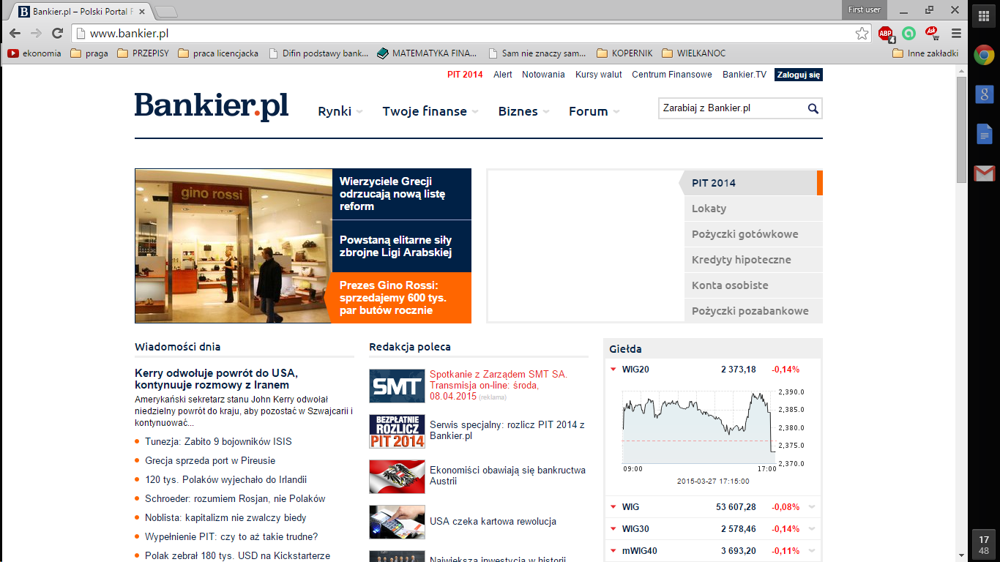 Bankier.pl – Polski Portal F
First user
www.bankier.pl
ABP
4
ask
ekonomia
praga
PRZEPISY
praca licencjacka
Difin podstawy bank...
MATEMATYKA FINA...
Sam nie znaczy sam...
KOPERNIK
WIELKANOC
Inne zakładki
PIT 2014
Alert
Notowania
Kursy walut
Centrum Finansowe
Bankier.TV
Zaloguj się
Bankier.pl
Rynki
Twoje finanse
Biznes
Forum
Zarabiaj z Bankier.pl
gino rossi
Wierzyciele Grecji
odrzucają nową listę
reform
Powstaną elitarne siły
zbrojne Ligi Arabskiej
Prezes Gino Rossi:
sprzedajemy 600 tys.
par butów rocznie
PIT 2014
Lokaty
Pożyczki gotówkowe
Kredyty hipoteczne
Konta osobiste
Pożyczki pozabankowe
Wiadomości dnia
Kerry odwołuje powrót do USA,
kontynuuje rozmowy z Iranem
Amerykański sekretarz stanu John Kerry odwołał
niedzielny powrót do kraju, aby pozostać w Szwajcarii i
kontynuować...
Tunezja: Zabito 9 bojowników ISIS
Grecja sprzeda port w Pireusie
120 tys. Polaków wyjechało do Irlandii
Schroeder: rozumiem Rosjan, nie Polaków
Noblista: kapitalizm nie zwalczy biedy
Wypełnienie PIT: czy to aż takie trudne?
Polak zebrał 180 tys. USD na Kickstarterze
Redakcja poleca
SMT
Spotkanie z Zarządem SMT SA.
Transmisja on-line: środa,
08.04.2015 (reklama)
BEZPŁATNIE
ROZLICZ
PIT 2014
Serwis specjalny: rozlicz PIT 2014 z
Bankier.pl
Ekonomiści obawiają się bankructwa
Austrii
USA czeka kartowa rewolucja
Największa inwestycja w historii
Giełda
WIG20 2 373,18 -0,14%
2,390.0
2,385.0
2,380.0
2,375.0
2,370.0
09:00 17:00
2015-03-27 17:15:00
WIG 53 607,28 -0,08%
WIG30 2 578,46 -0,14%
mWIG40 3 693,20 -0,11%
17
48